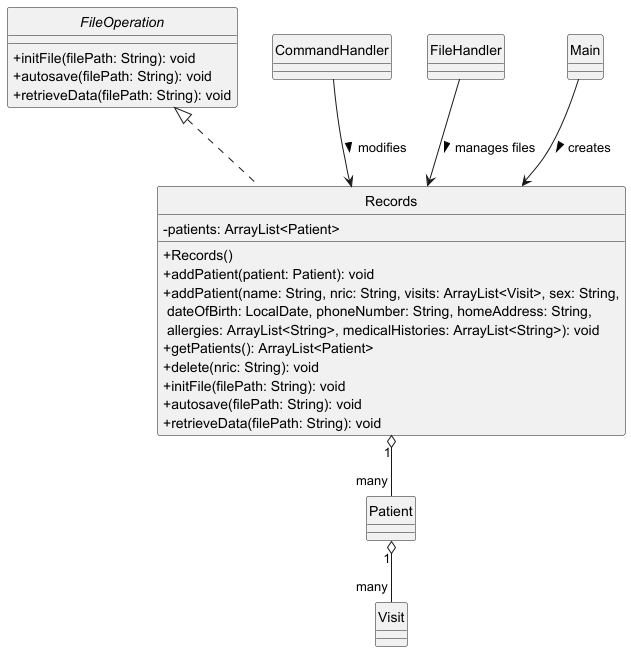 FileOperation
+initFile(filePath: String): void
+autosave(filePath: String): void
+retrieveData(filePath: String): void
CommandHandler
FileHandler
Main
modifies
manages files
creates
Records
-patients: ArrayList<Patient>
+Records()
+addPatient(patient: Patient): void
+addPatient(name: String, nric: String, visits: ArrayList<Visit>, sex: String,
dateOfBirth: LocalDate, phoneNumber: String, homeAddress: String,
allergies: ArrayList<String>, medicalHistories: ArrayList<String>): void
+getPatients(): ArrayList<Patient>
+delete(nric: String): void
+initFile(filePath: String): void
+autosave(filePath: String): void
+retrieveData(filePath: String): void
1
many
Patient
1
many
Visit